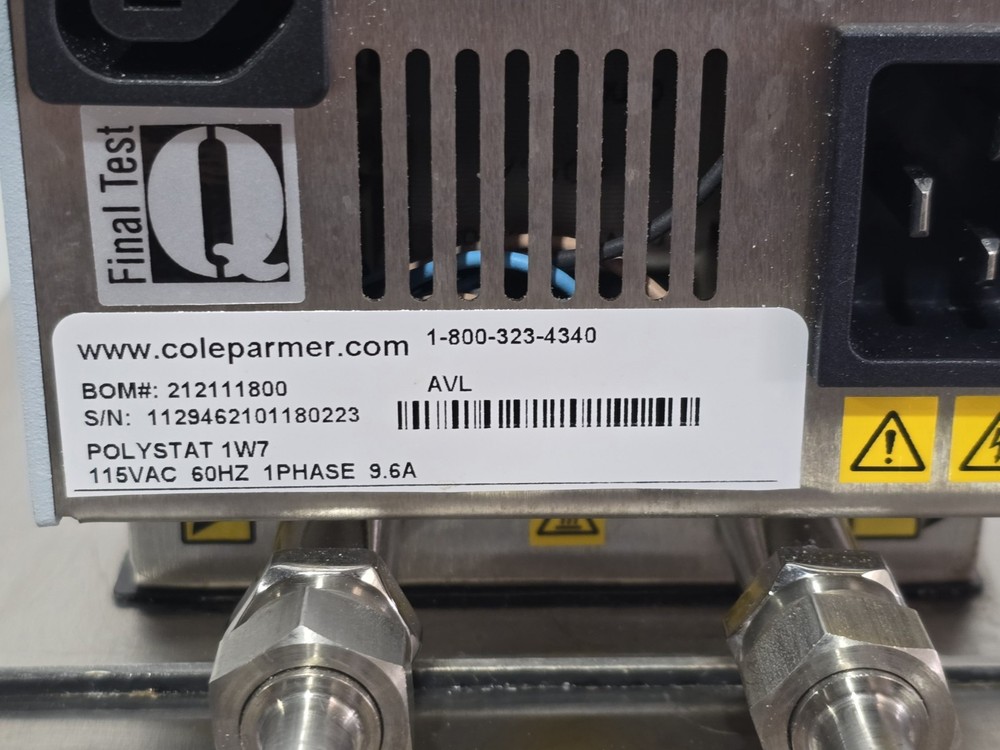 Final Test
Q
www.coleparmer.com 1-800-323-4340
BOM#: 212111800 AVL
S/N: 1129462101180223
POLYSTAT 1W7
115VAC 60HZ 1PHASE 9.6A